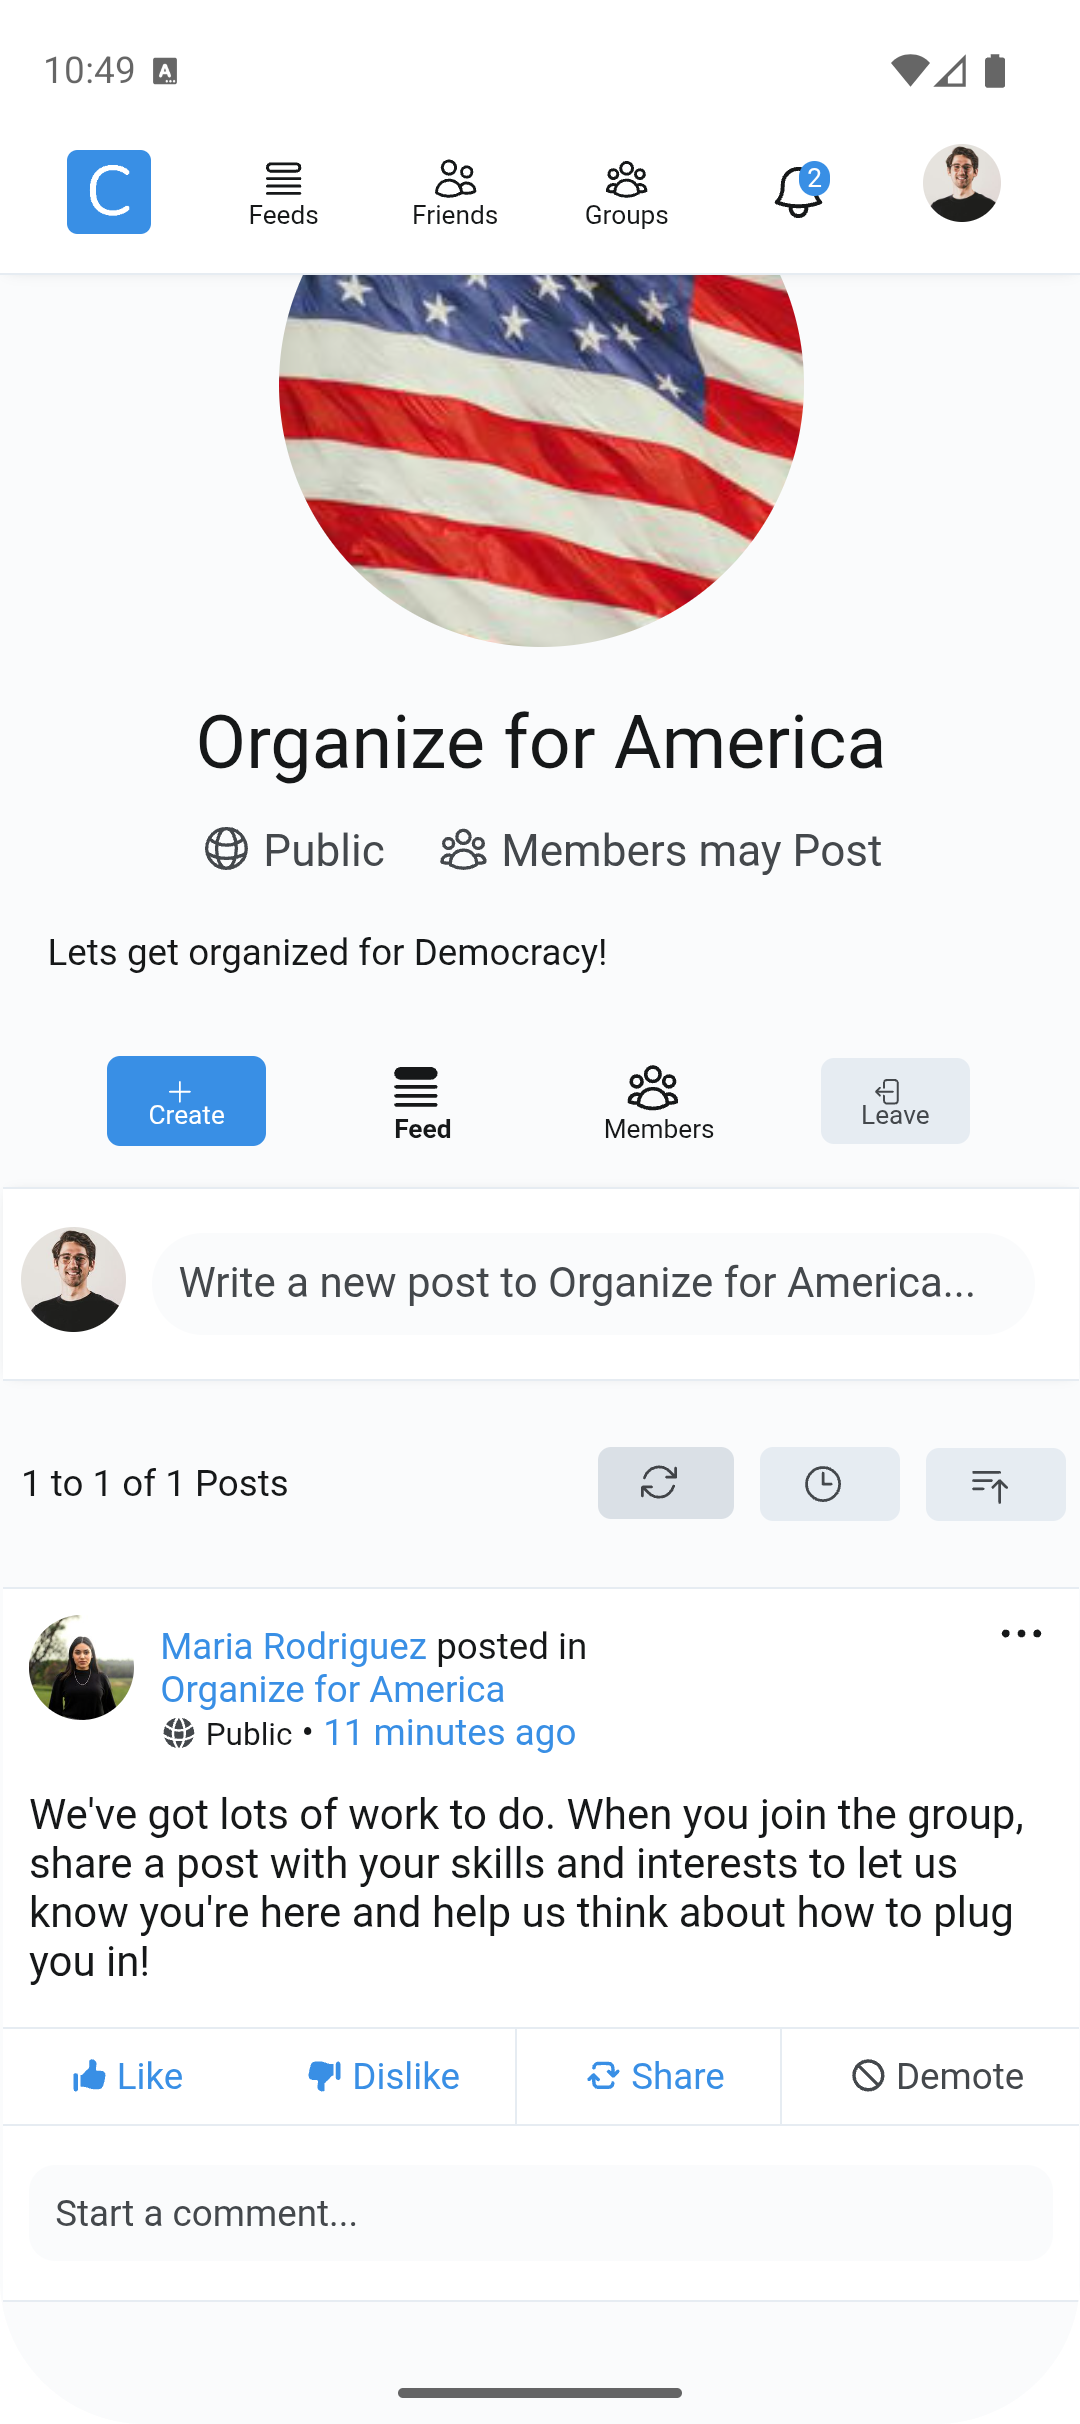 10:49 A
C
Feeds
Friends
Groups
2
Organize for America
Public
Members may Post
Lets get organized for Democracy!
Create
Feed
Members
Leave
Write a new post to Organize for America...
1 to 1 of 1 Posts
Maria Rodriguez posted in
Organize for America
Public • 11 minutes ago
We've got lots of work to do. When you join the group,
share a post with your skills and interests to let us
know you're here and help us think about how to plug
you in!
Like
Dislike
Share
Demote
Start a comment...